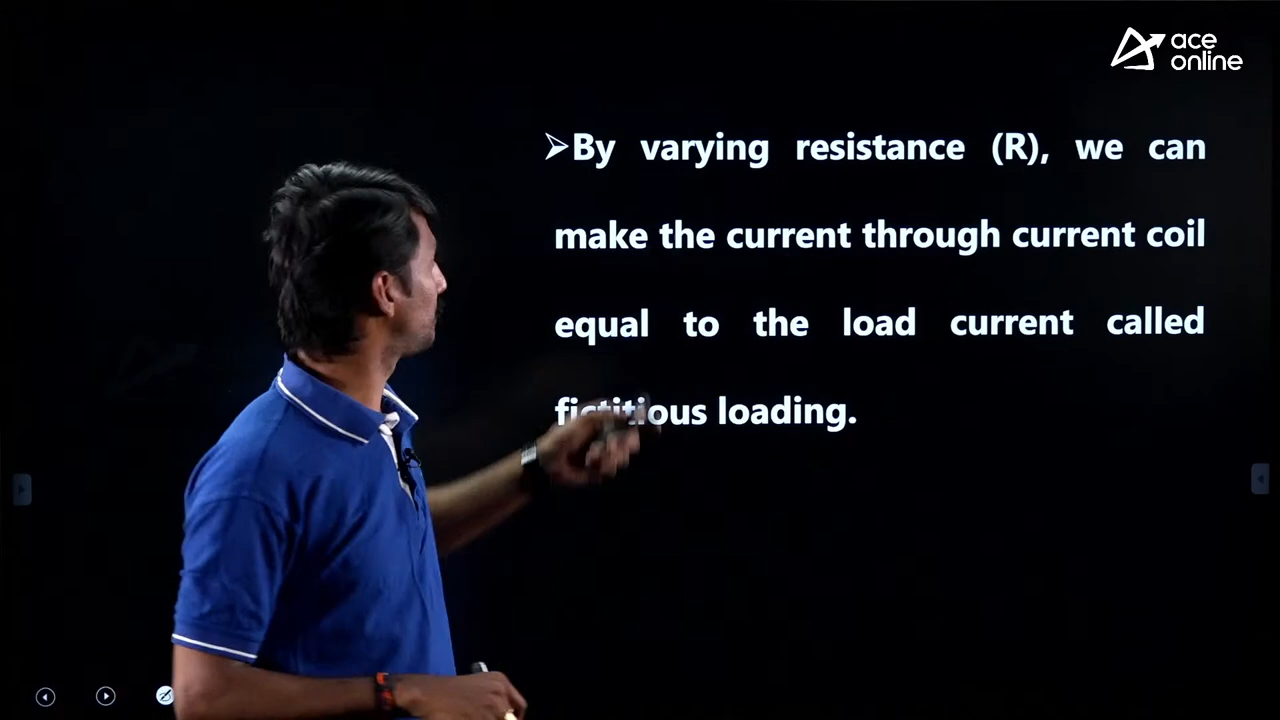 ace
online
➢By varying resistance (R), we can
make the current through current coil
equal to the load current called
fictitious loading.